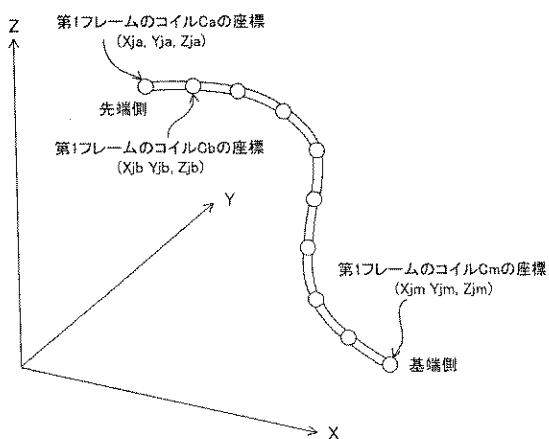 Z
第1フレームのコイルCaの座標
(Xja, Yja, Zja)
先端側
第1フレームのコイルCbの座標
(Xjb Yjb, Zjb)
Y
第1フレームのコイルCmの座標
(Xjm Yjm, Zjm)
基端側
X